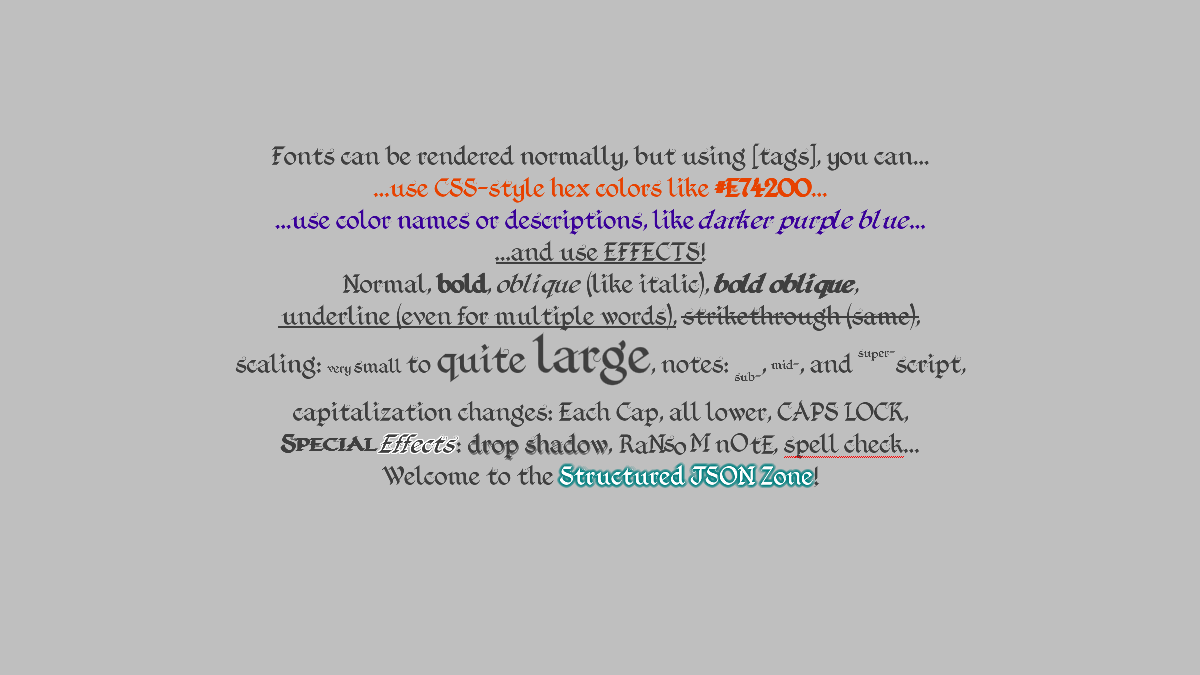 Fonts can be rendered normally, but using [tags], you can...
...use CSS-style hex colors like #E74200...
...use color names or descriptions, like darker purple blue...
...and use EFFECTS!
Normal, bold, oblique (like italic), bold oblique,
underline (even for multiple words), strikethrough (same),
scaling: very small to quite large, notes: sub-, mid-, and super-script,
capitalization changes: Each Cap, all lower, CAPS LOCK,
Special Effects: drop shadow, RaNsoM nOtE, spell check...
Welcome to the Structured JSON Zone!